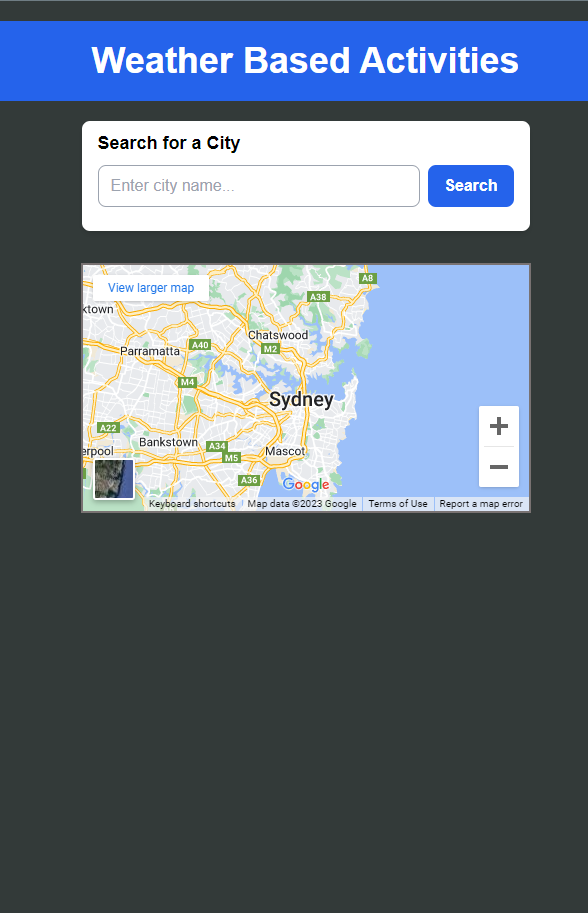 Weather Based Activities
Search for a City
Enter city name...
Search
View larger map
A8
A38
ktown
Chatswood
A40
M2
Parramatta
M4
Sydney
A22
Bankstown
A34
erpool
M5
Mascot
A36
Google
Keyboard shortcuts
Map data ©2023 Google
Terms of Use
Report a map error